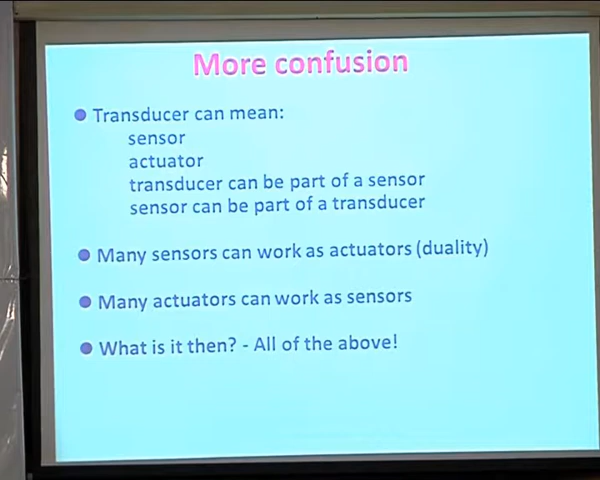 More confusion
Transducer can mean:
sensor
actuator
transducer can be part of a sensor
sensor can be part of a transducer
Many sensors can work as actuators (duality)
Many actuators can work as sensors
What is it then? - All of the above!